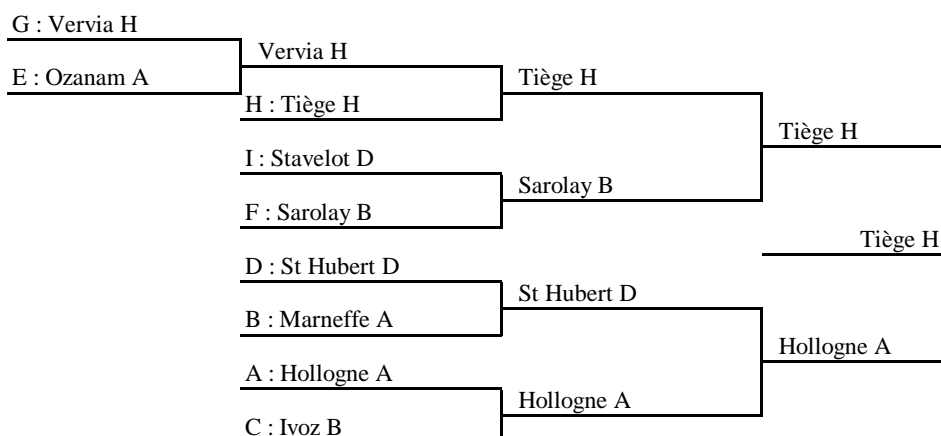 G : Vervia H
Vervia H
E : Ozanam A
Tiège H
H : Tiège H
Tiège H
I : Stavelot D
Sarolay B
F : Sarolay B
Tiège H
D : St Hubert D
St Hubert D
B : Marneffe A
Hollogne A
A : Hollogne A
Hollogne A
C : Ivoz B